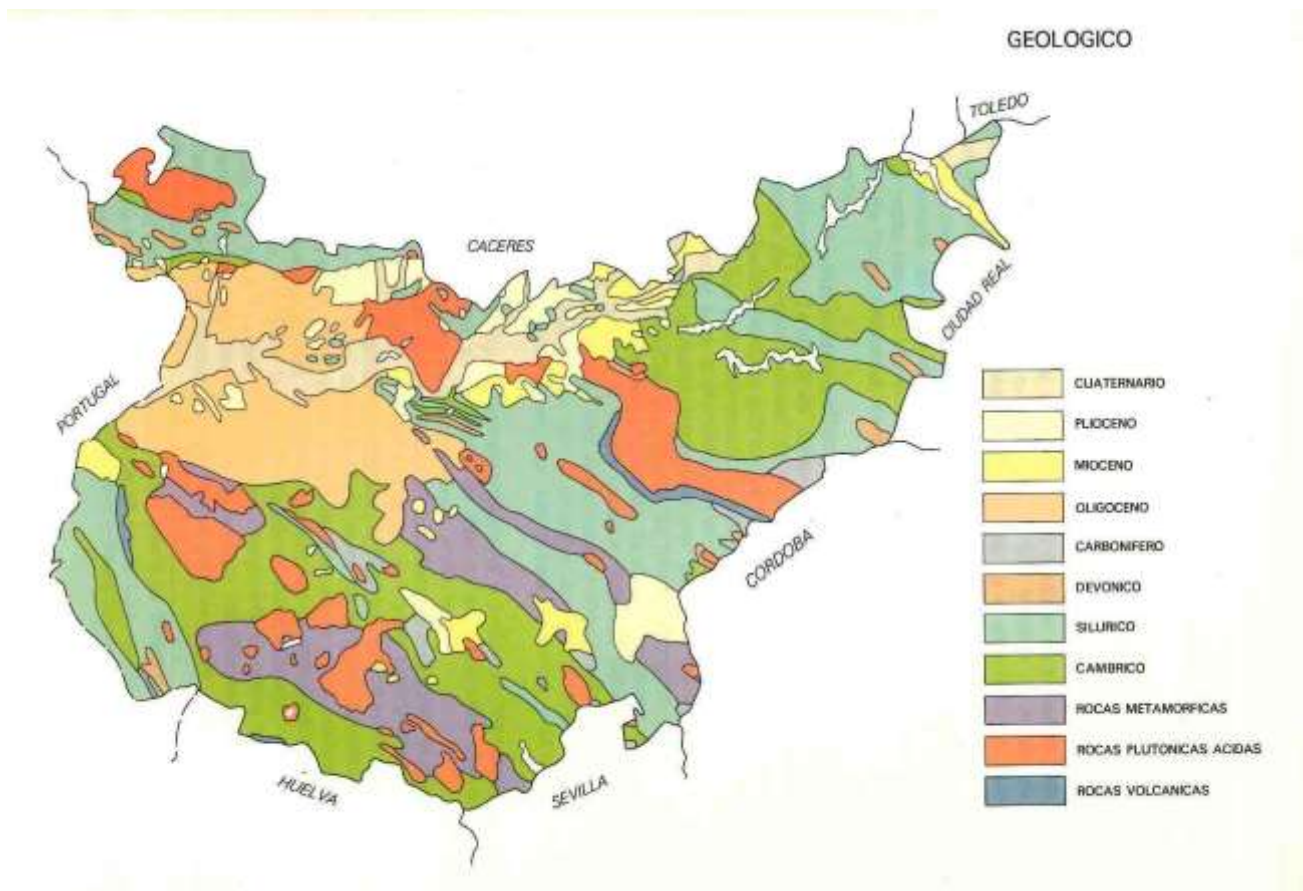 GEOLOGICO
TOLEDO
CACERES
CIUDAD REAL
PORTUGAL
CORDOBA
HUELVA
SEVILLA
CUATERNARIO
PLIOCENO
MIOCENO
OLIGOCENO
CARBONIFERO
DEVONICO
SILURICO
CAMBRICO
ROCAS METAMORFICAS
ROCAS PLUTONICAS ACIDAS
ROCAS VOLCANICAS